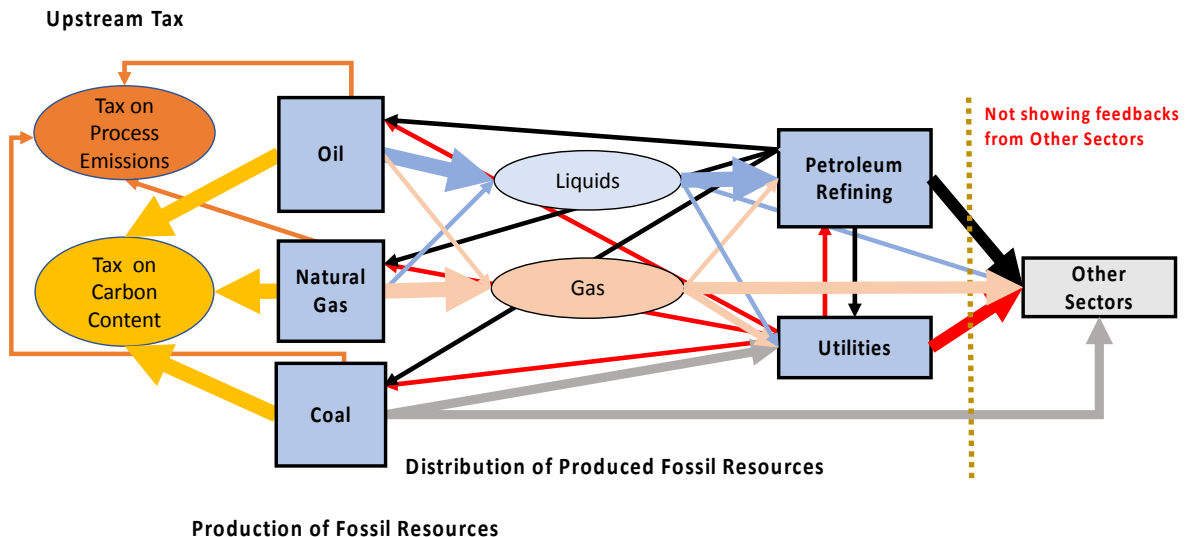 Upstream Tax
Tax on
Process
Emissions
Oil
Liquids
Petroleum
Refining
Not showing feedbacks
from Other Sectors
Tax on
Carbon
Content
Natural
Gas
Gas
Other
Sectors
Utilities
Coal
Distribution of Produced Fossil Resources
Production of Fossil Resources